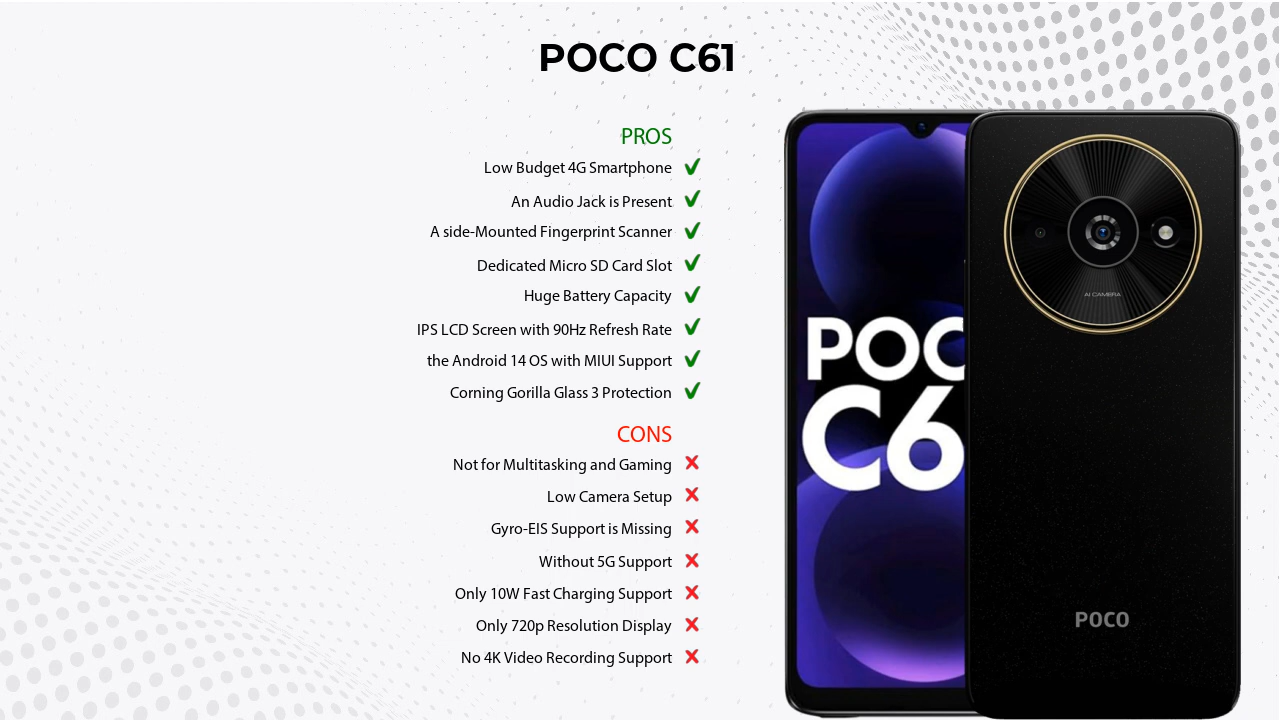 POCO C61
PROS
Low Budget 4G Smartphone
An Audio Jack is Present
A side-Mounted Fingerprint Scanner
Dedicated Micro SD Card Slot
Huge Battery Capacity
IPS LCD Screen with 90Hz Refresh Rate
the Android 14 OS with MIUI Support
Corning Gorilla Glass 3 Protection
CONS
Not for Multitasking and Gaming
Low Camera Setup
Gyro-EIS Support is Missing
Without 5G Support
Only 10W Fast Charging Support
Only 720p Resolution Display
No 4K Video Recording Support
POC
C6
AI CAMERA
POCO